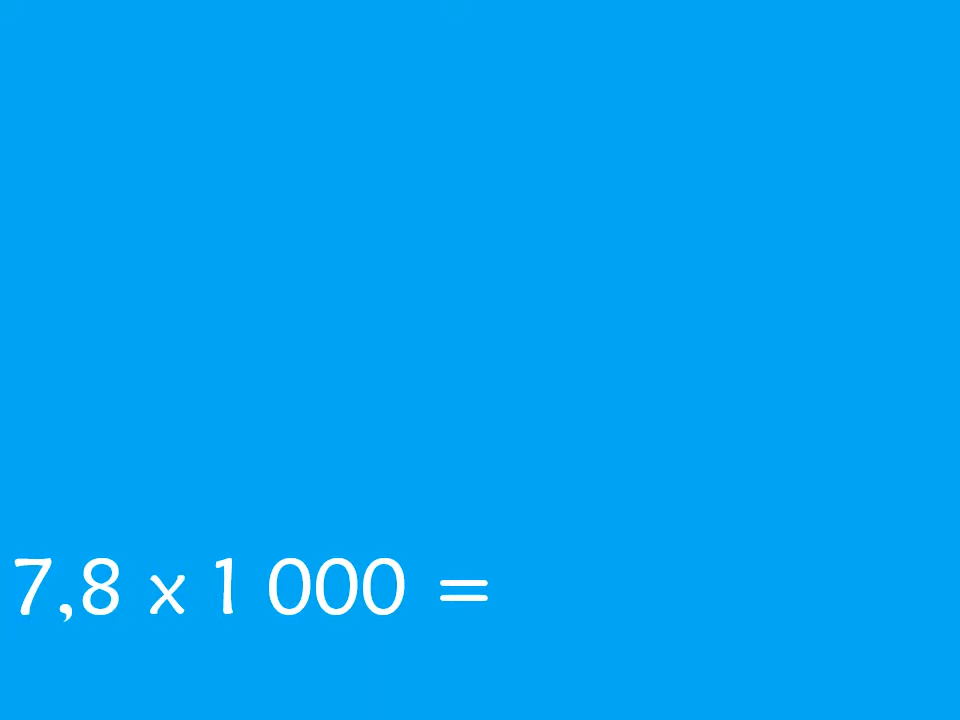 7,8 x 1 000 =